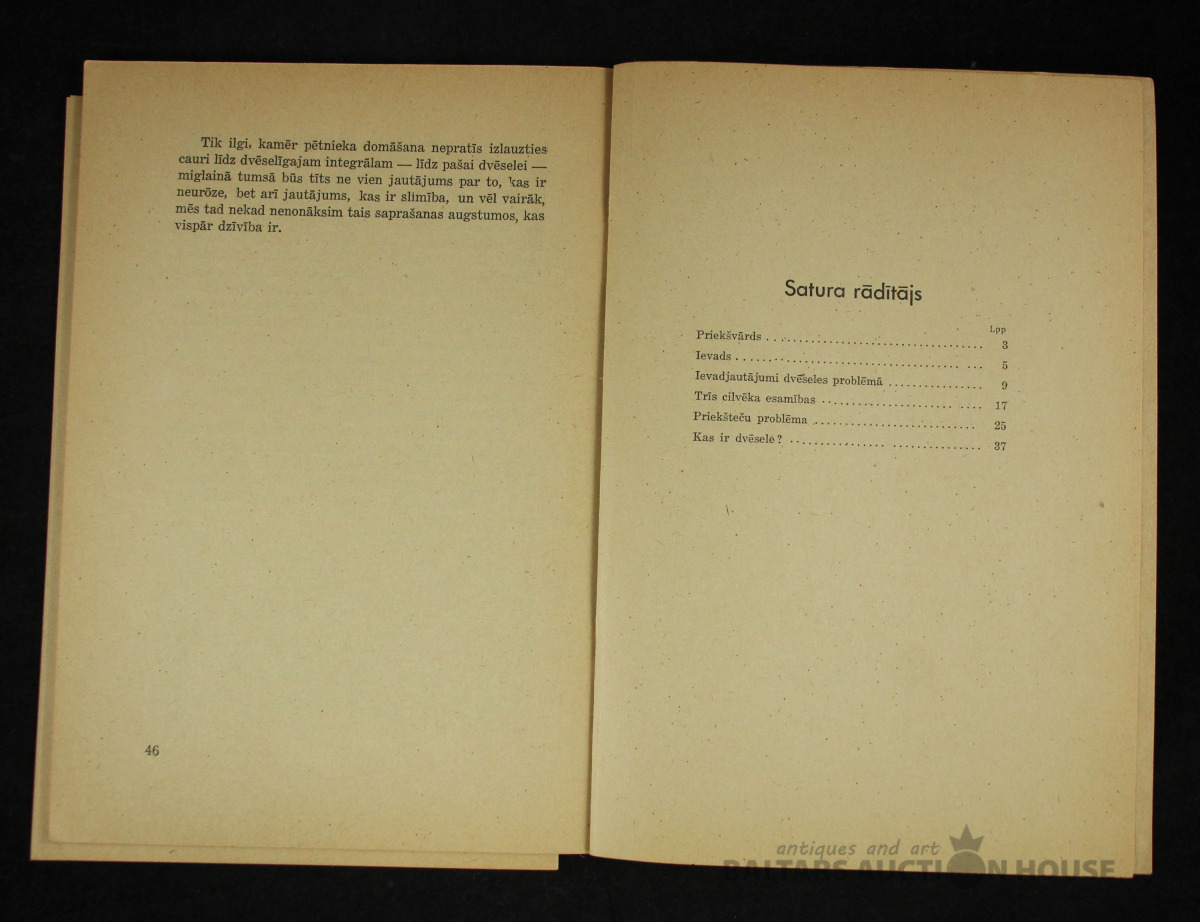 Tik ilgi, kamēr pētnieka domāšana nepratīs izlauzties
cauri līdz dvēselīgajam integrālam — līdz pašai dvēselei —
miglainā tumsā būs tīts ne vien jautājums par to, kas ir
neurōze, bet arī jautājums, kas ir slimība, un vēl vairāk,
mēs tad nekad nenonāksim tais saprašanas augstumos, kas
vispār dzīvība ir.
46
Satura rādītājs
Lpp
Priekšvārds . . . . . . . . . . . . . . . . . . . . . . . . . . . . . . . . . 3
Ievads . . . . . . . . . . . . . . . . . . . . . . . . . . . . . . . . . . . . . 5
Ievadjautājumi dvēseles problēmā . . . . . . . . . . . . . . 9
Trīs cilvēka esamības . . . . . . . . . . . . . . . . . . . . . . . . 17
Priekšteču problēma . . . . . . . . . . . . . . . . . . . . . . . . 25
Kas ir dvēsele? . . . . . . . . . . . . . . . . . . . . . . . . . . . 37
antiques and art
BALTARS AUCTION HOUSE